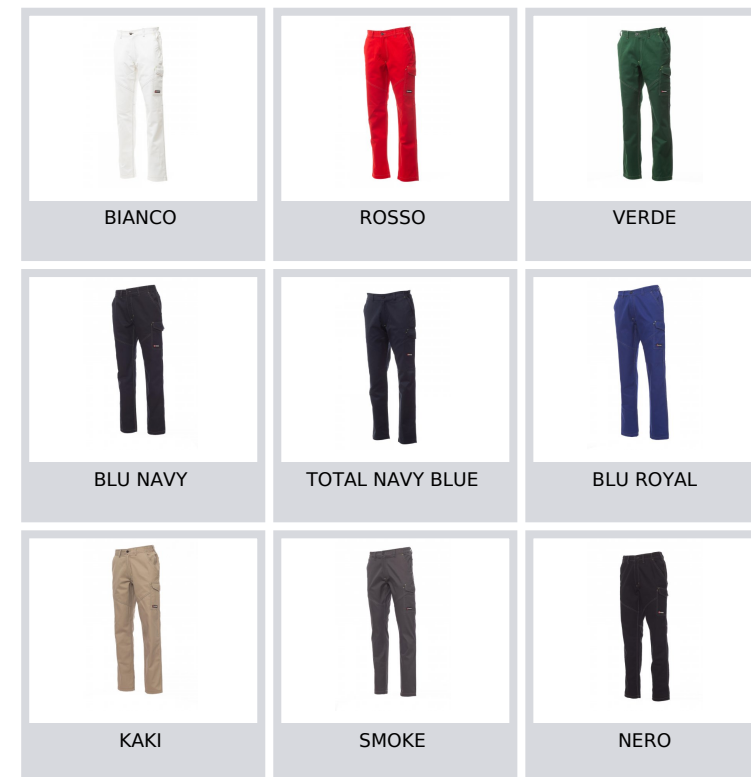 BIANCO
ROSSO
VERDE
BLU NAVY
TOTAL NAVY BLUE
BLU ROYAL
KAKI
SMOKE
NERO